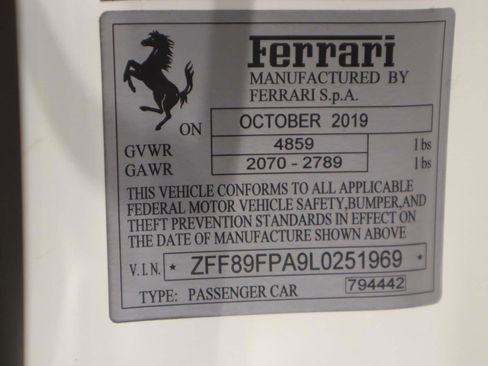 Ferrari
MANUFACTURED BY
FERRARI S.p.A.
ON OCTOBER 2019
GVWR 4859 lbs
GAWR 2070 - 2789 lbs
THIS VEHICLE CONFORMS TO ALL APPLICABLE
FEDERAL MOTOR VEHICLE SAFETY,BUMPER,AND
THEFT PREVENTION STANDARDS IN EFFECT ON
THE DATE OF MANUFACTURE SHOWN ABOVE
V.I.N. * ZFF89FPA9L0251969 *
TYPE: PASSENGER CAR 794442